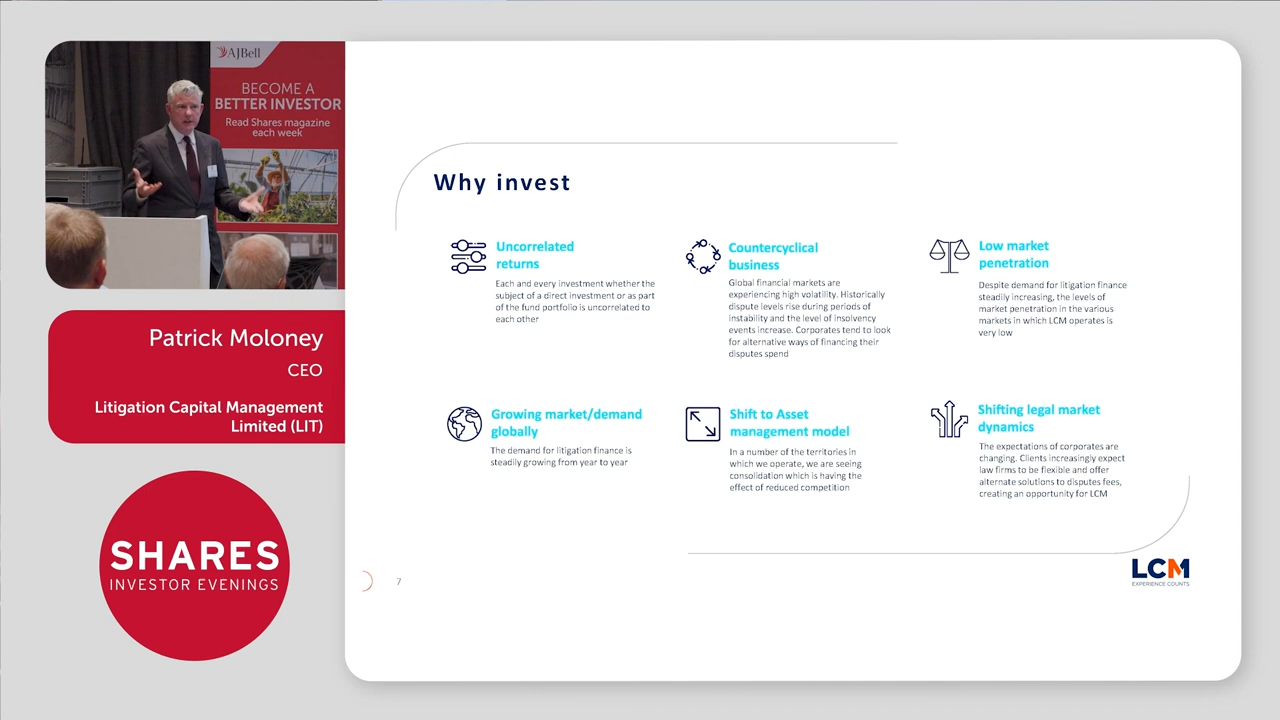 AJBell
BECOME A
BETTER INVESTOR
Read Shares magazine
each week
Patrick Moloney
CEO
Litigation Capital Management
Limited (LIT)
SHARES
INVESTOR EVENINGS
Why invest
Uncorrelated
returns
Each and every investment whether the
subject of a direct investment or as part
of the fund portfolio is uncorrelated to
each other
Countercyclical
business
Global financial markets are
experiencing high volatility. Historically
dispute levels rise during periods of
instability and the level of insolvency
events increase. Corporates tend to look
for alternative ways of financing their
disputes spend
Low market
penetration
Despite demand for litigation finance
steadily increasing, the levels of
market penetration in the various
markets in which LCM operates is
very low
Growing market/demand
globally
The demand for litigation finance is
steadily growing from year to year
Shift to Asset
management model
In a number of the territories in
which we operate, we are seeing
consolidation which is having the
effect of reduced competition
Shifting legal market
dynamics
The expectations of corporates are
changing. Clients increasingly expect
law firms to be flexible and offer
alternate solutions to disputes fees,
creating an opportunity for LCM
7
LCM
EXPERIENCE COUNTS